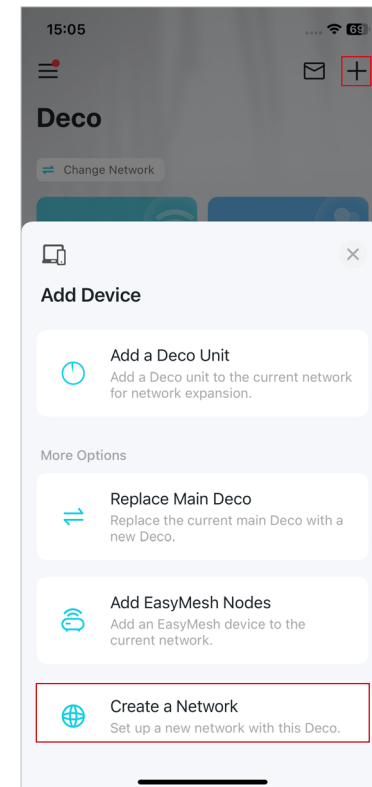 15:05
69
Deco
Change Network
Add Device
Add a Deco Unit
Add a Deco unit to the current network
for network expansion.
More Options
Replace Main Deco
Replace the current main Deco with a
new Deco.
Add EasyMesh Nodes
Add an EasyMesh device to the
current network.
Create a Network
Set up a new network with this Deco.